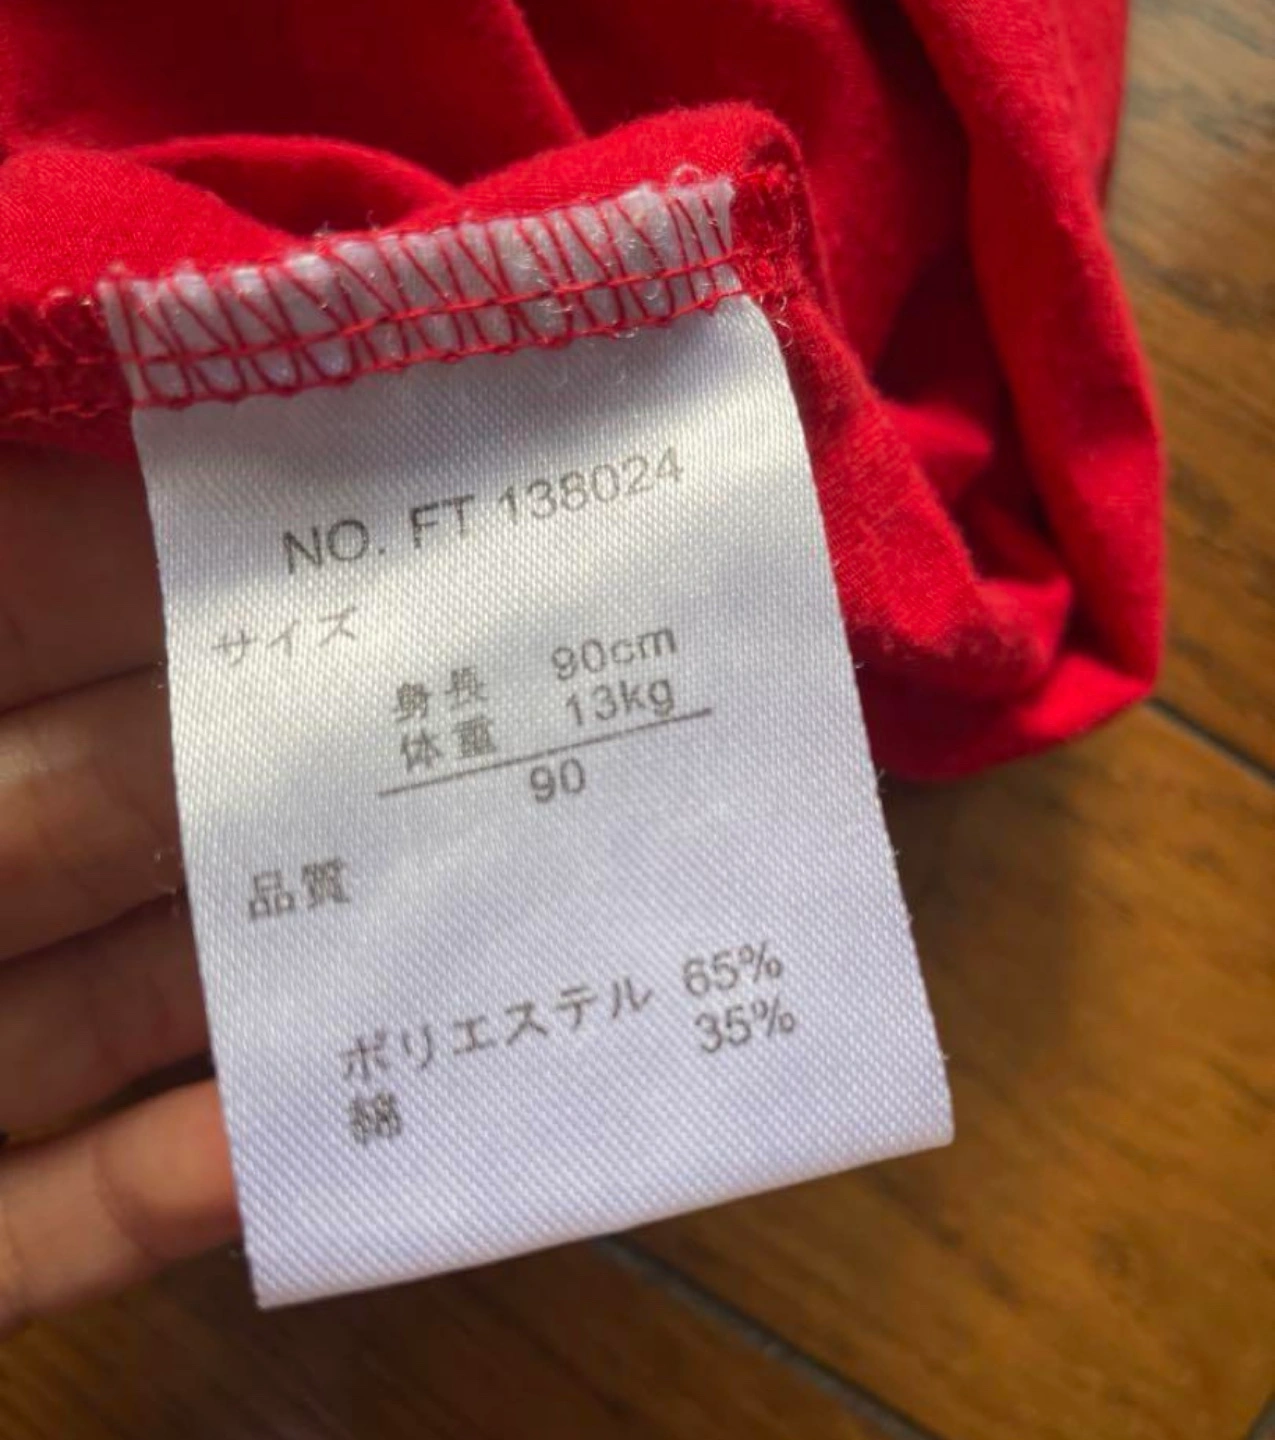 NO. FT 138024
サイズ
身長 90cm
体重 13kg
90
品質
ポリエステル 65%
綿 35%